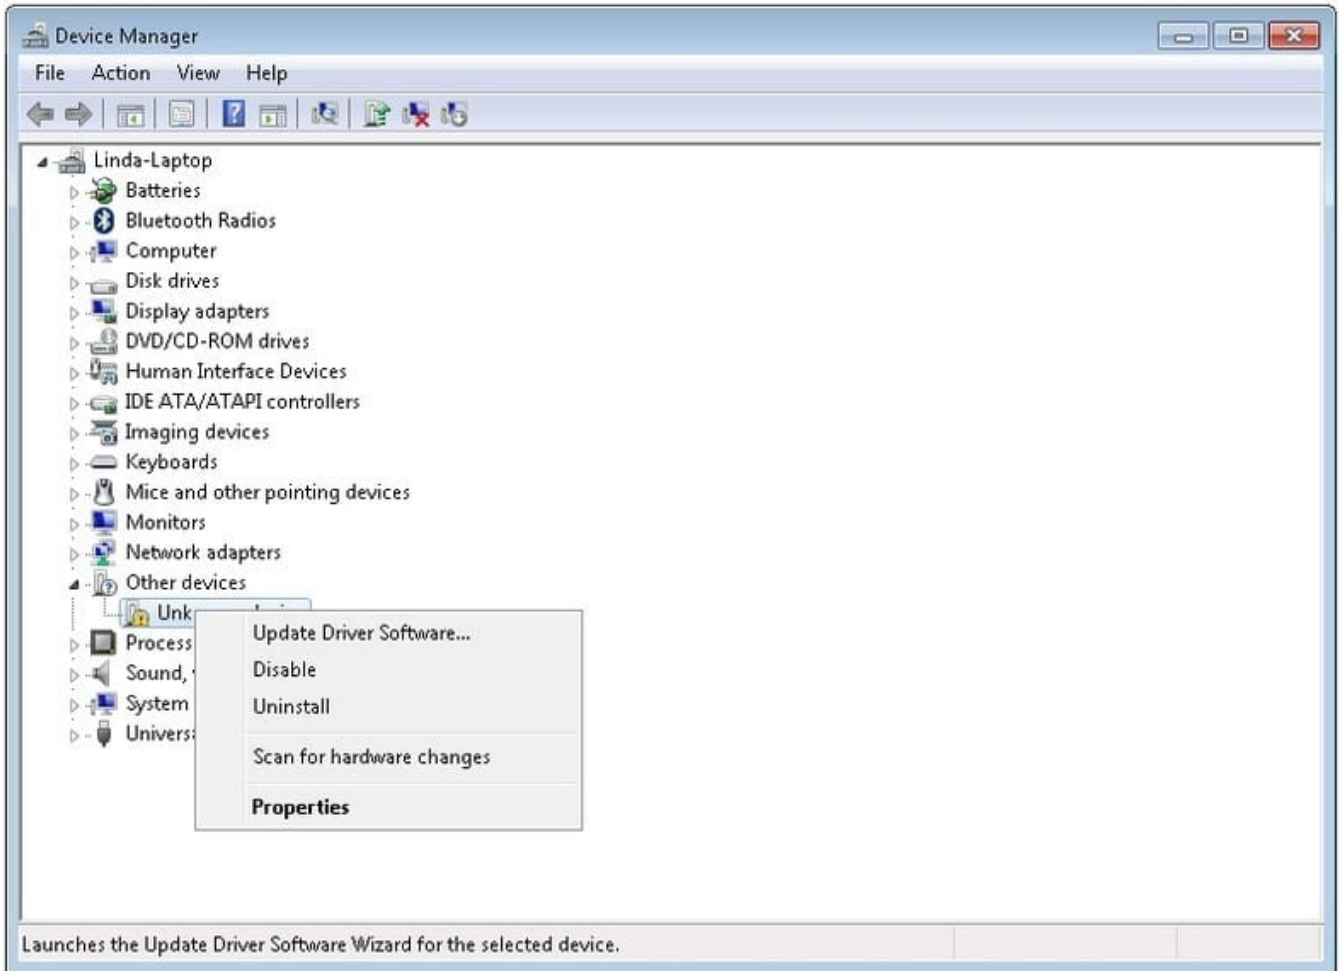 Device Manager
File Action View Help
Linda-Laptop
Batteries
Bluetooth Radios
Computer
Disk drives
Display adapters
DVD/CD-ROM drives
Human Interface Devices
IDE ATA/ATAPI controllers
Imaging devices
Keyboards
Mice and other pointing devices
Monitors
Network adapters
Other devices
Unk
Update Driver Software...
Process
Disable
Sound,
Uninstall
System
Univers
Scan for hardware changes
Properties
Launches the Update Driver Software Wizard for the selected device.